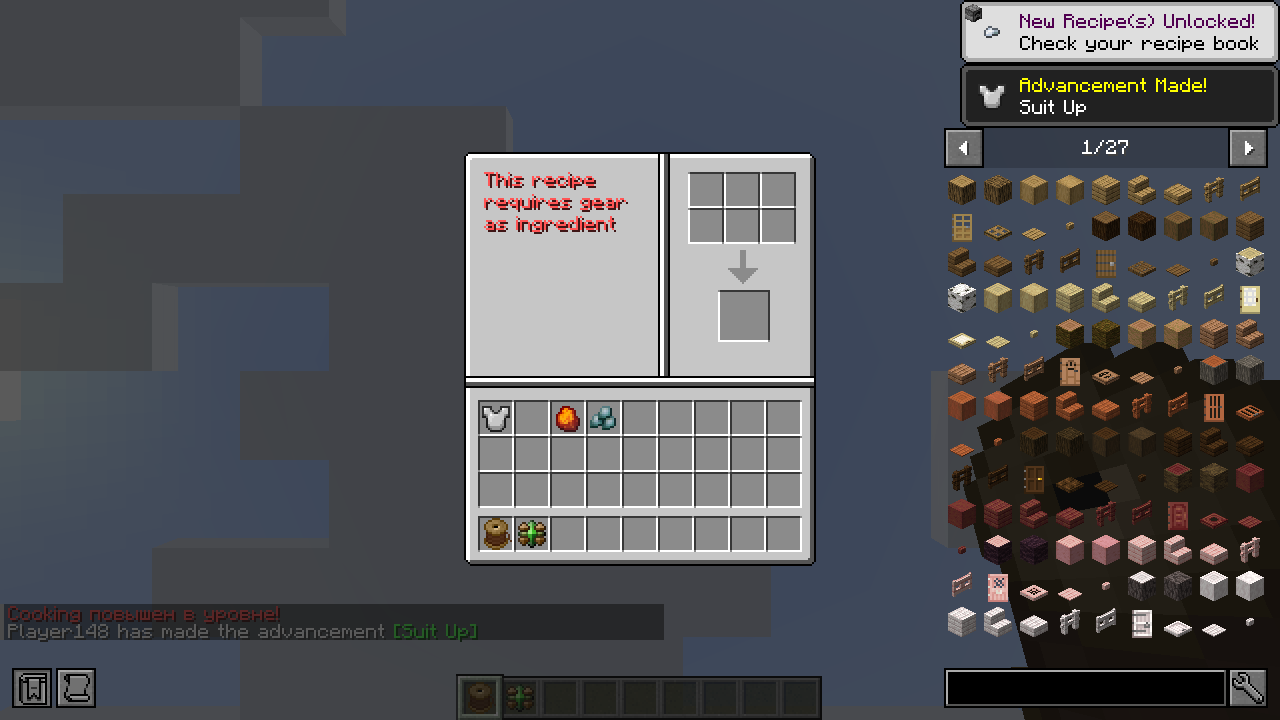 New Recipe(s) Unlocked!
Check your recipe book
Advancement Made!
Suit Up
1/27
This recipe
requires gear
as ingredient
Cooking повышен в уровне!
Player148 has made the advancement [Suit Up]